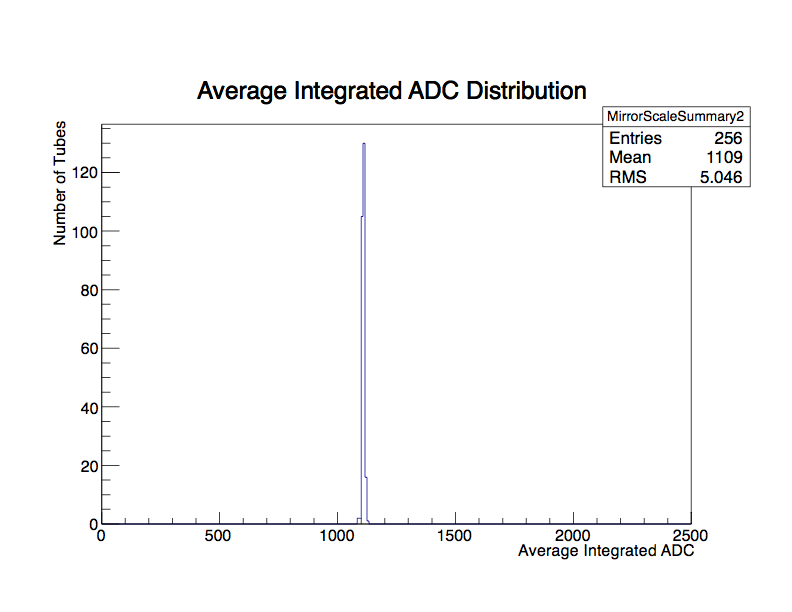 Average Integrated ADC Distribution
MirrorScaleSummary2
Entries 256
Mean 1109
RMS 5.046
Number of Tubes
120
100
80
60
40
20
0
0 500 1000 1500 2000 2500
Average Integrated ADC